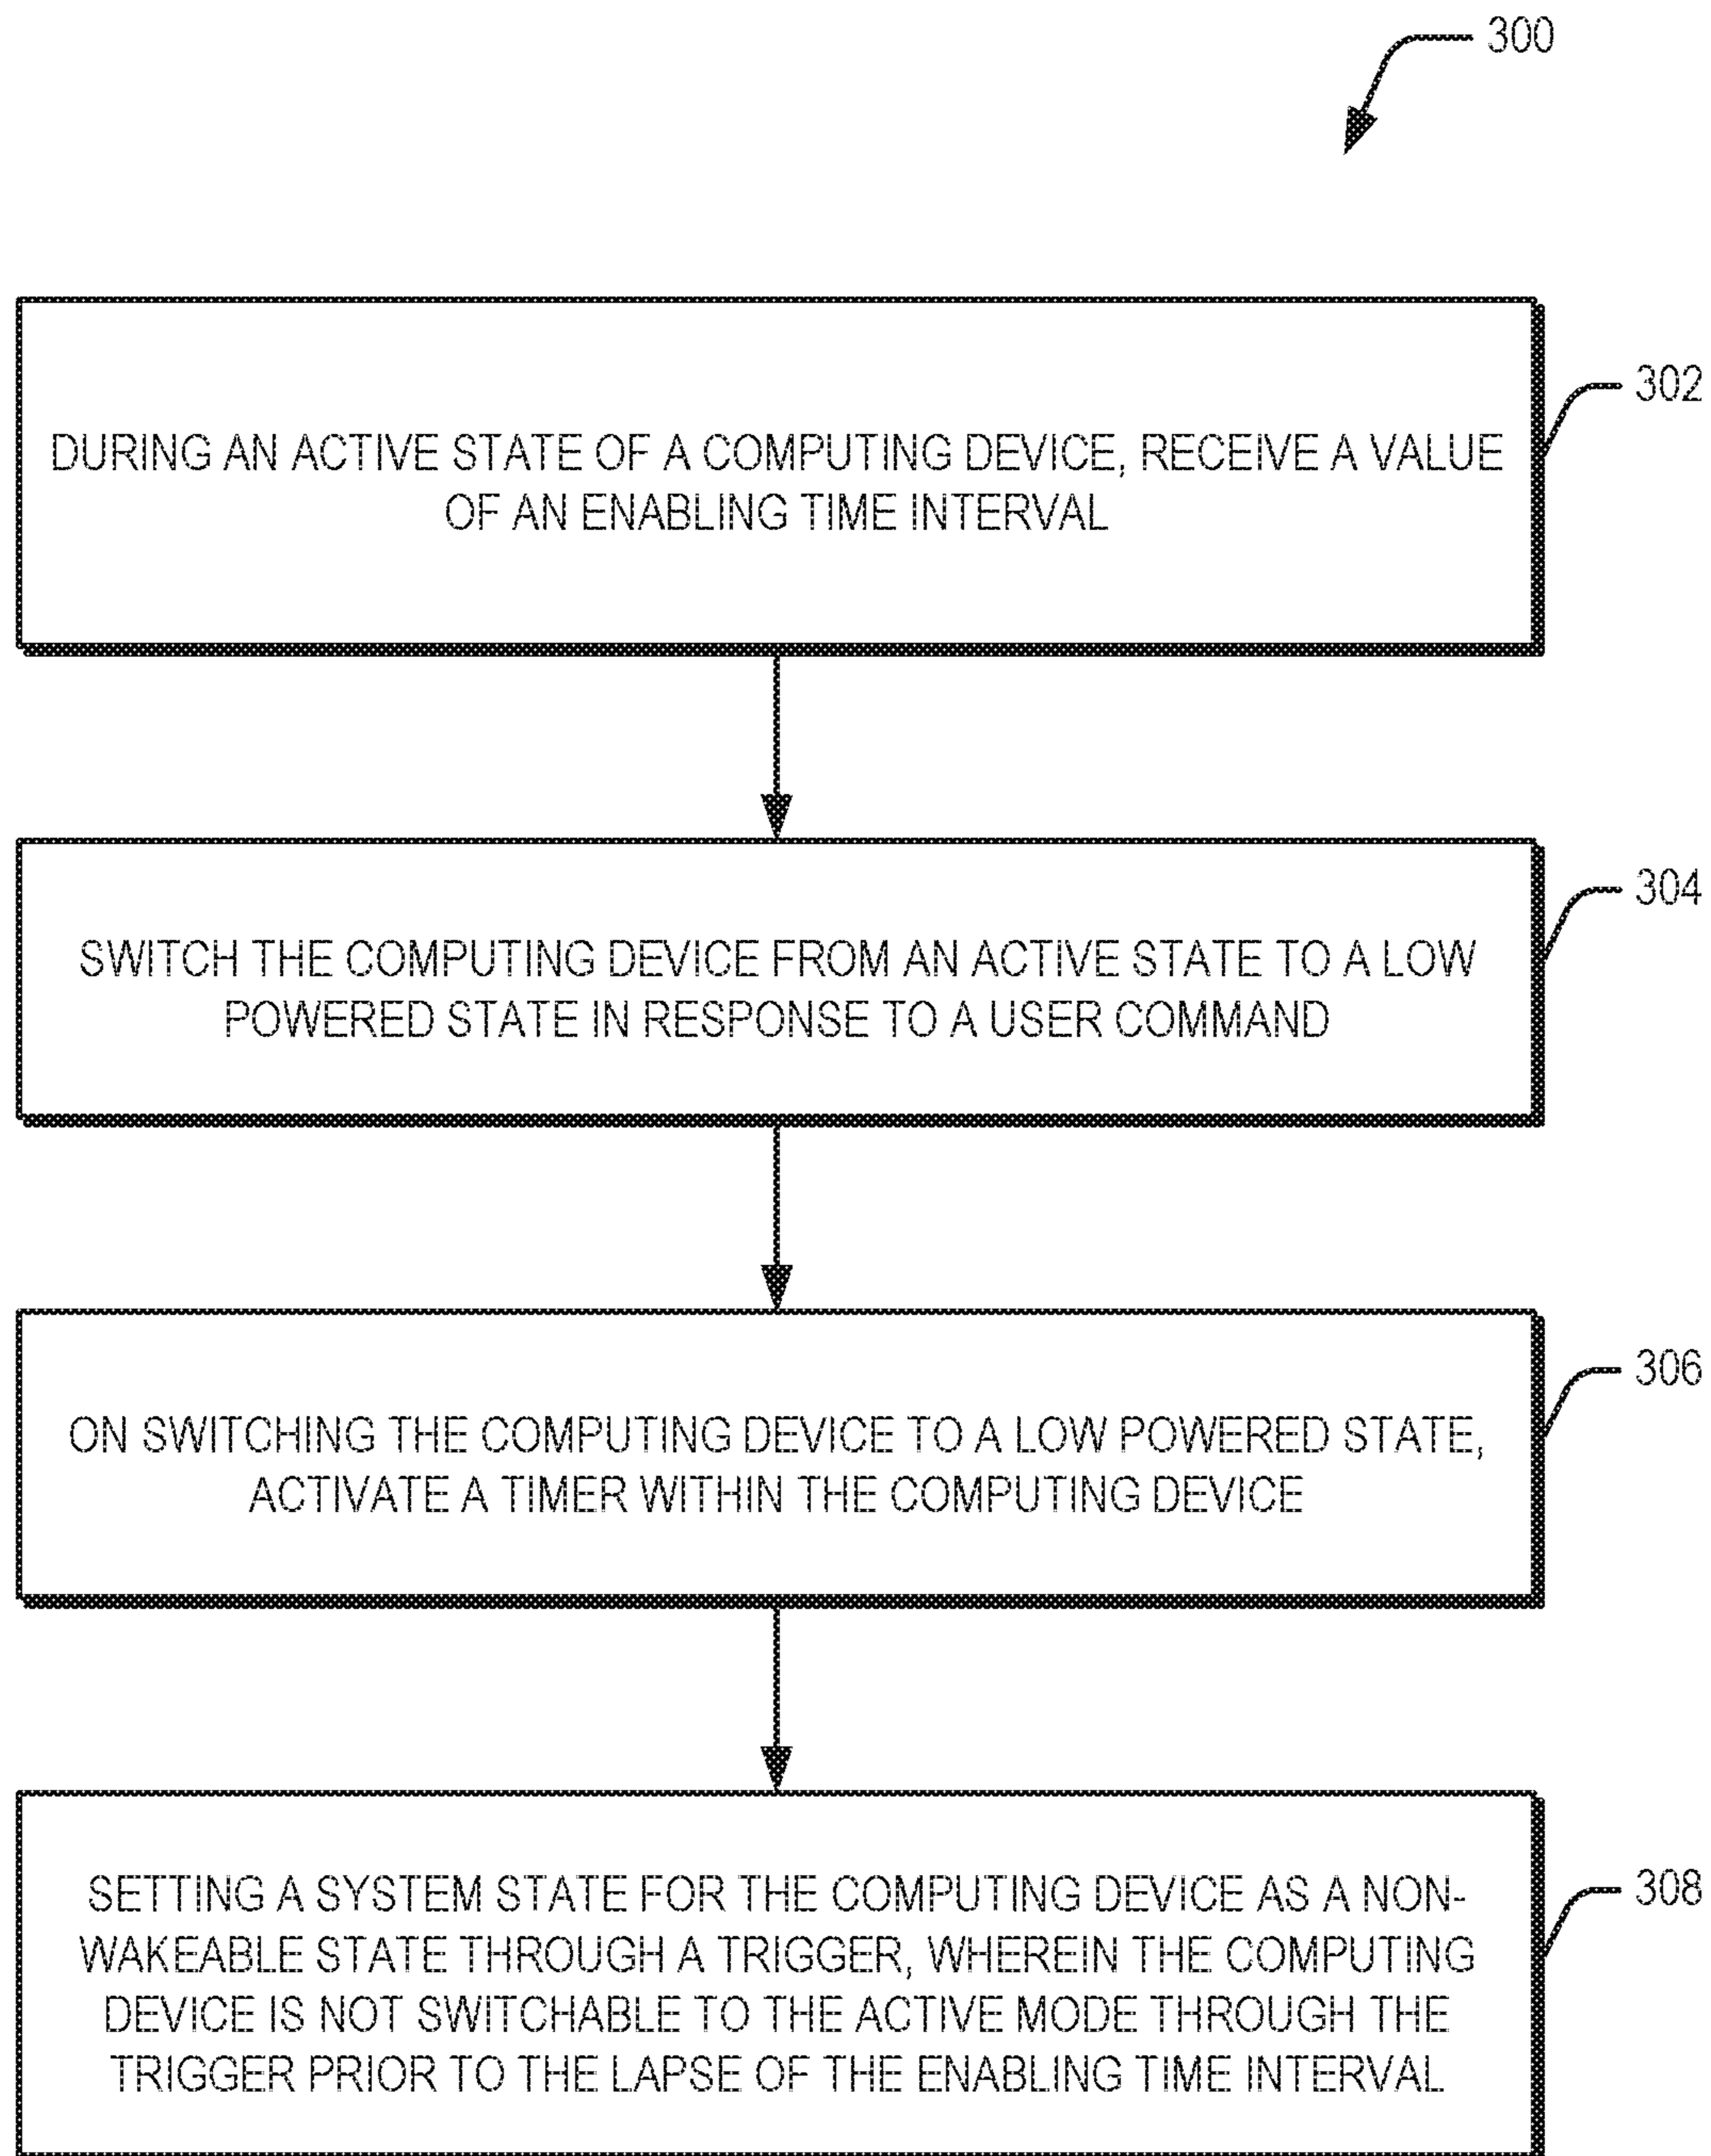 300
DURING AN ACTIVE STATE OF A COMPUTING DEVICE, RECEIVE A VALUE
OF AN ENABLING TIME INTERVAL
302
SWITCH THE COMPUTING DEVICE FROM AN ACTIVE STATE TO A LOW
POWERED STATE IN RESPONSE TO A USER COMMAND
304
ON SWITCHING THE COMPUTING DEVICE TO A LOW POWERED STATE,
ACTIVATE A TIMER WITHIN THE COMPUTING DEVICE
306
SETTING A SYSTEM STATE FOR THE COMPUTING DEVICE AS A NON-
WAKEABLE STATE THROUGH A TRIGGER, WHEREIN THE COMPUTING
DEVICE IS NOT SWITCHABLE TO THE ACTIVE MODE THROUGH THE
TRIGGER PRIOR TO THE LAPSE OF THE ENABLING TIME INTERVAL
308